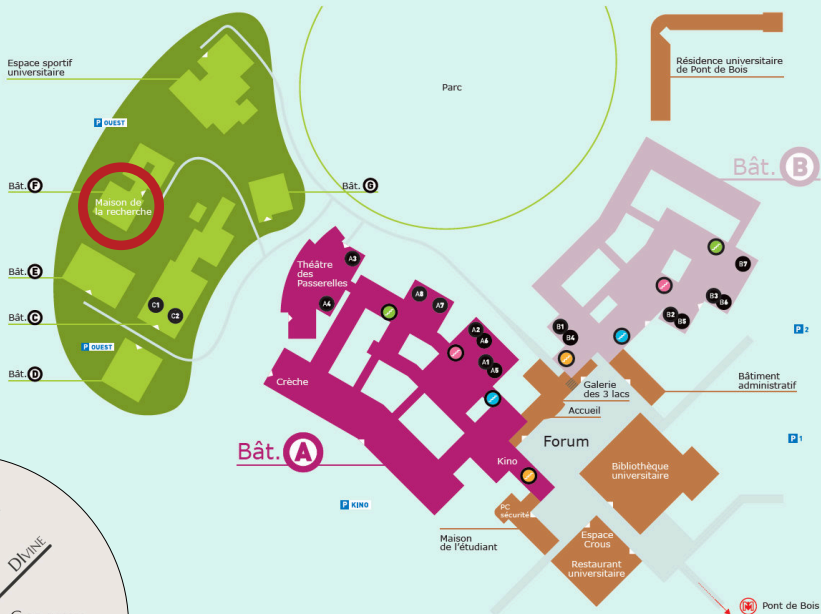 Espace sportif
universitaire
P OUEST
Bât. F
Maison de
la recherche
Bât. G
Bât. E
Bât. C
C1
C2
P OUEST
Bât. D
Parc
Résidence universitaire
de Pont de Bois
Bât. B
B7
B3
B6
B2
B5
B1
B4
P 2
Théâtre
des
Passerelles
A3
A4
A8
A7
A2
A6
A1
A5
Crèche
Bât. A
Kino
P KINO
Galerie
des 3 lacs
Accueil
Forum
Bâtiment
administratif
P 1
Bibliothèque
universitaire
PC
sécurité
Maison
de l'étudiant
Espace
Crous
Restaurant
universitaire
Pont de Bois
DIVINE